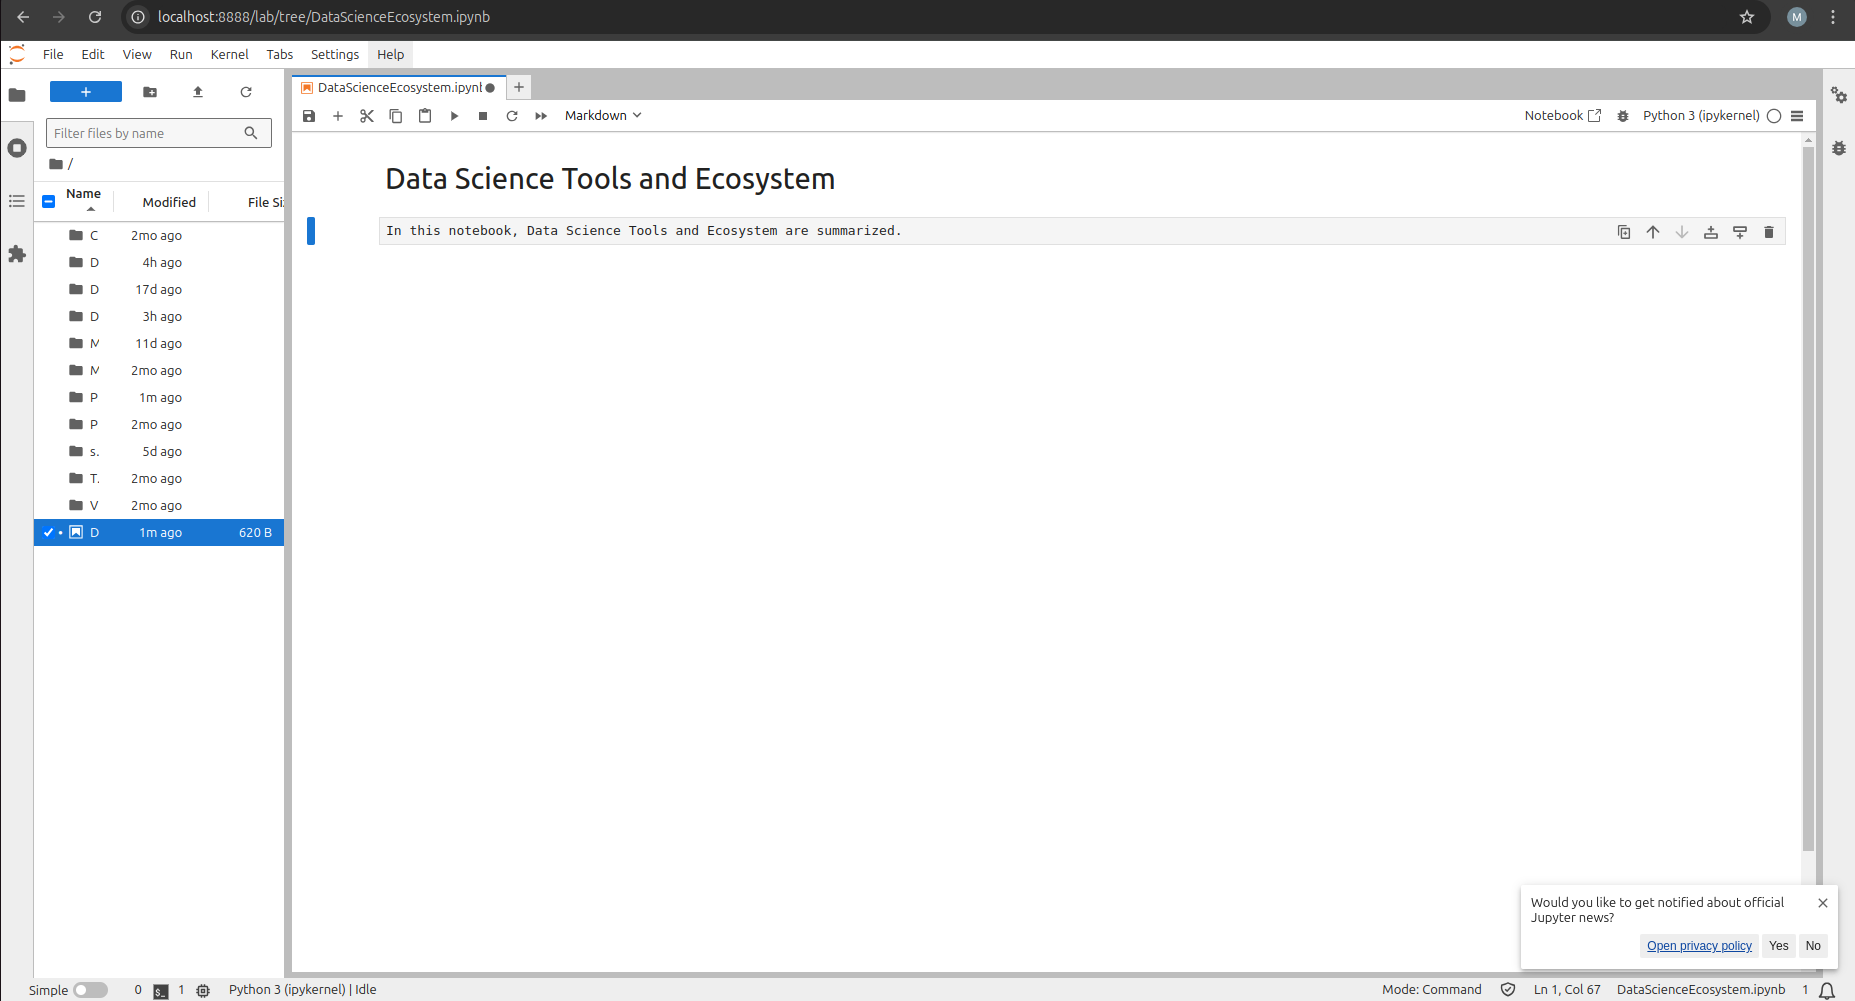 localhost:8888/lab/tree/DataScienceEcosystem.ipynb
M
File Edit View Run Kernel Tabs Settings Help
DataScienceEcosystem.ipynl
Filter files by name
Markdown
Notebook
Python 3 (ipykernel)
/
Name Modified File Si
C 2mo ago
D 4h ago
D 17d ago
D 3h ago
M 11d ago
M 2mo ago
P 1m ago
P 2mo ago
s. 5d ago
T. 2mo ago
V 2mo ago
D 1m ago 620 B
Data Science Tools and Ecosystem
In this notebook, Data Science Tools and Ecosystem are summarized.
Would you like to get notified about official
Jupyter news?
Open privacy policy Yes No
Simple 0 $_ 1 Python 3 (ipykernel) | Idle Mode: Command Ln 1, Col 67 DataScienceEcosystem.ipynb 1